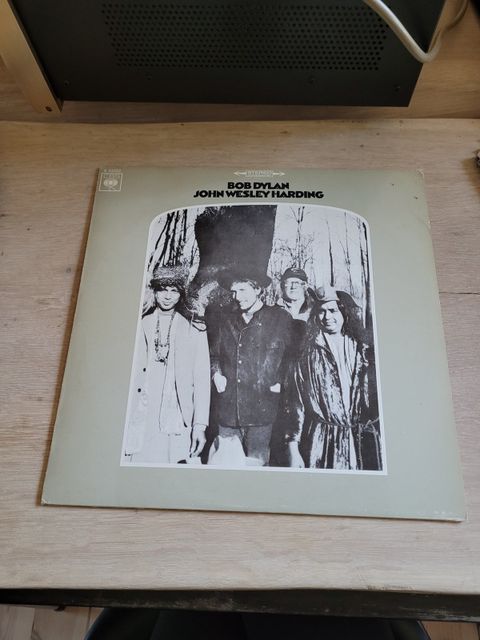 STEREO
BOB DYLAN
JOHN WESLEY HARDING